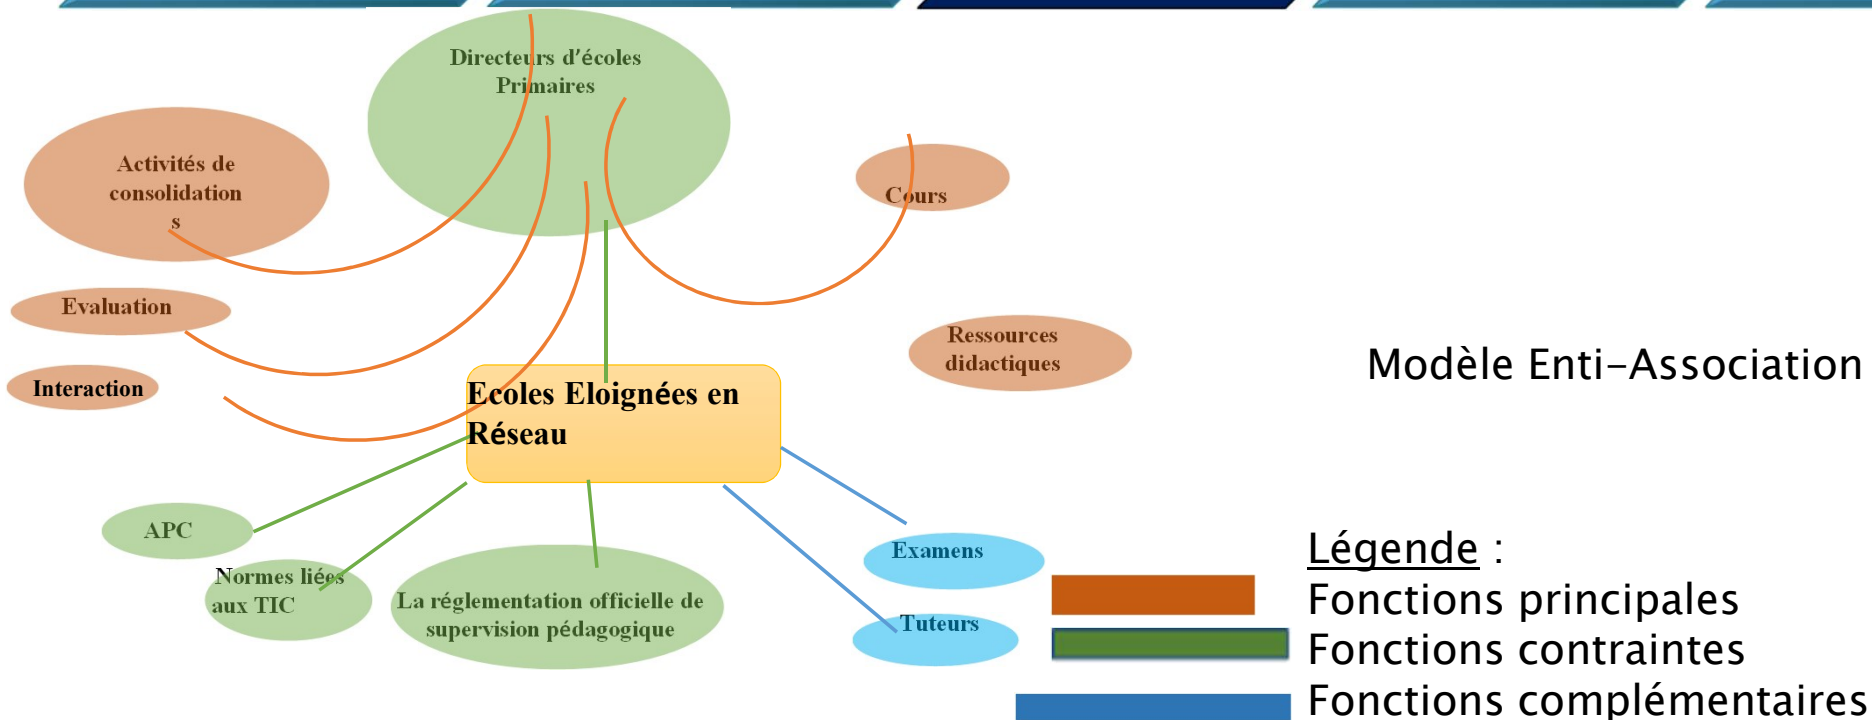 Directeurs d'écoles
Primaires
Activités de
consolidation
s
Cours
Evaluation
Ressources
didactiques
Interaction
Modèle Enti-Association
Ecoles Eloignées en
Réseau
APC
Normes liées
aux TIC
La réglementation officielle de
supervision pédagogique
Examens
Tuteurs
Légende :
Fonctions principales
Fonctions contraintes
Fonctions complémentaires